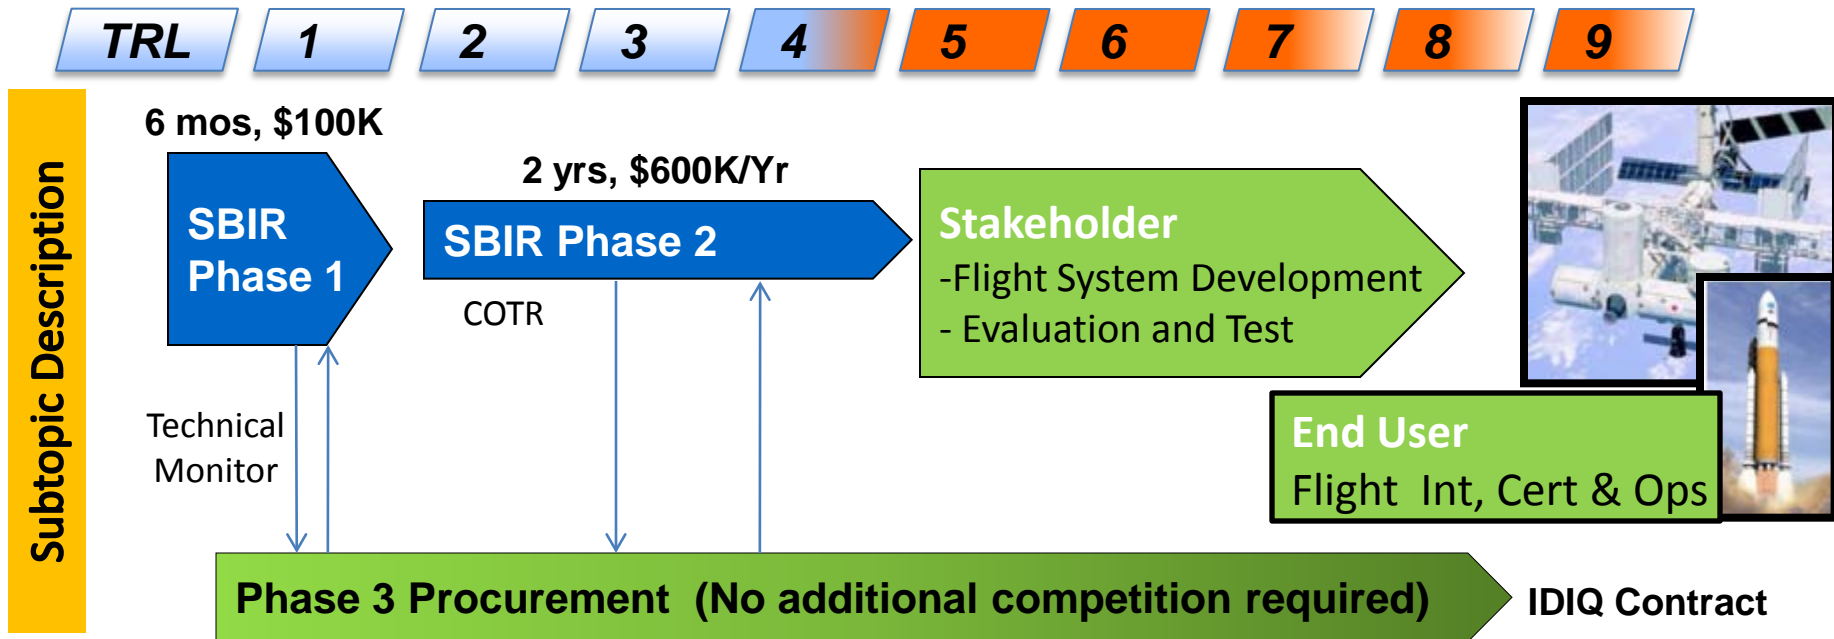 TRL 1 2 3 4 5 6 7 8 9
Subtopic Description
6 mos, $100K
SBIR
Phase 1
2 yrs, $600K/Yr
SBIR Phase 2
COTR
Technical
Monitor
Stakeholder
-Flight System Development
- Evaluation and Test
End User
Flight Int, Cert & Ops
Phase 3 Procurement (No additional competition required)
IDIQ Contract